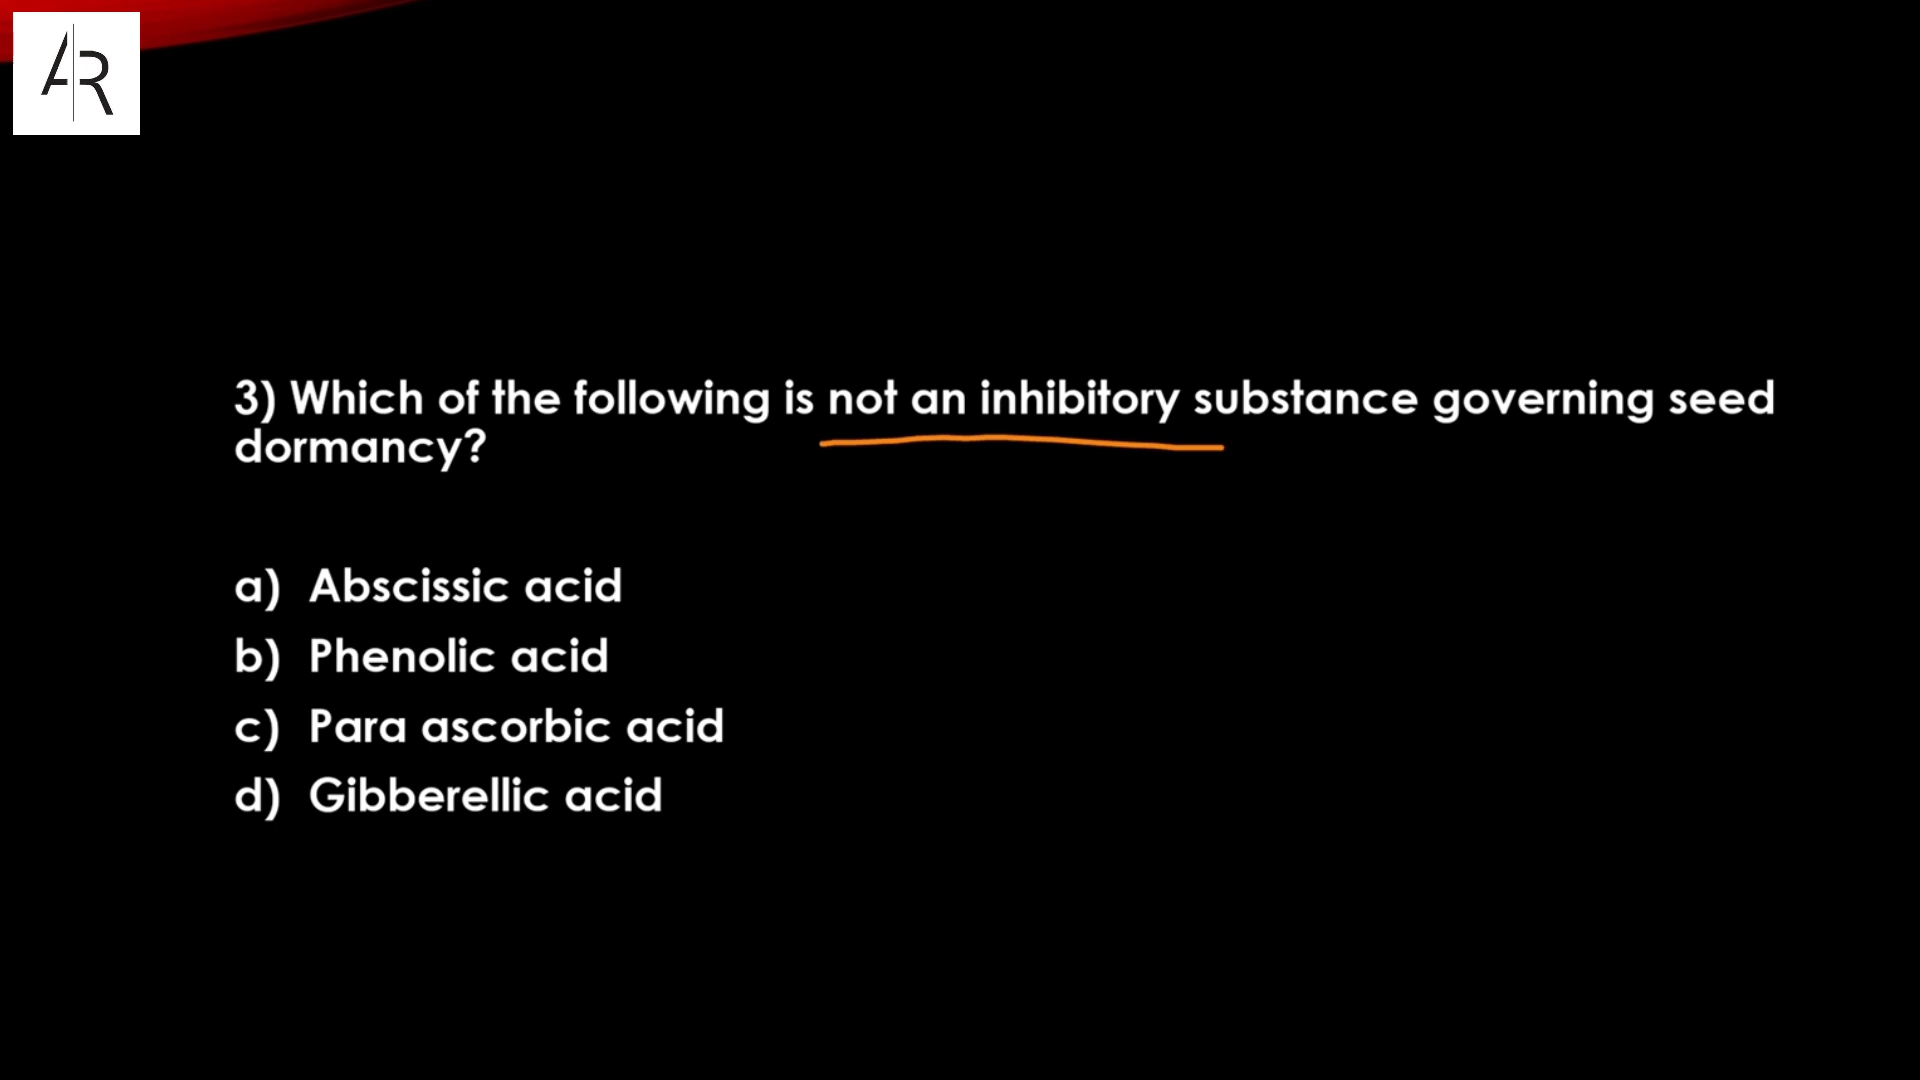 AR
3) Which of the following is not an inhibitory substance governing seed
dormancy?
a) Abscissic acid
b) Phenolic acid
c) Para ascorbic acid
d) Gibberellic acid